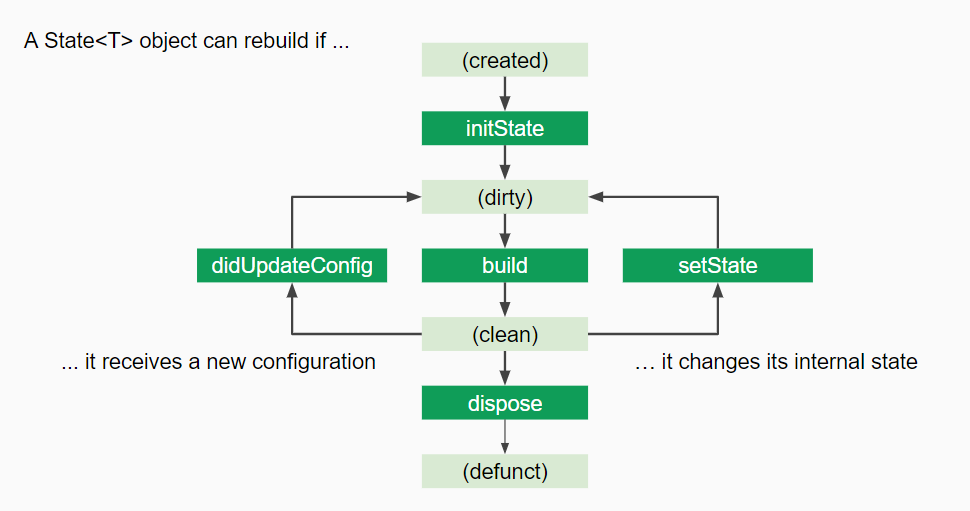 A State<T> object can rebuild if ...
(created)
initState
(dirty)
didUpdateConfig
build
setState
(clean)
... it receives a new configuration
… it changes its internal state
dispose
(defunct)